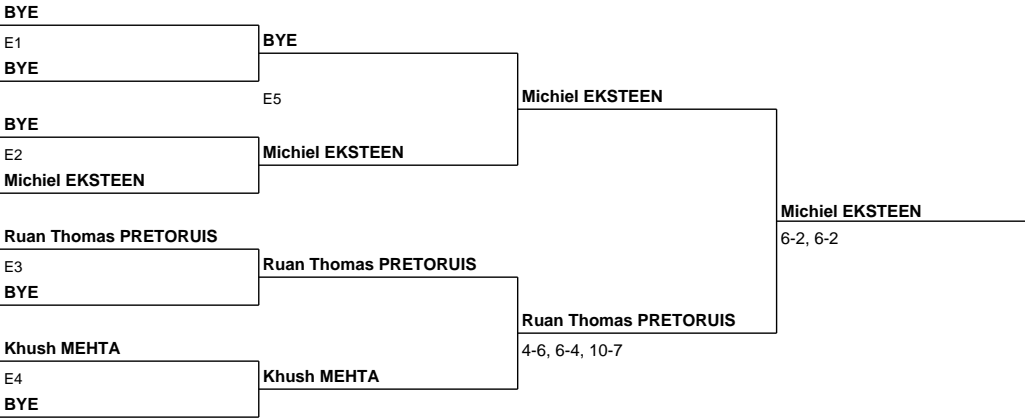 BYE
E1
BYE
BYE
E5
BYE
E2
Michiel EKSTEEN
Michiel EKSTEEN
Michiel EKSTEEN
Ruan Thomas PRETORUIS
E3
BYE
Ruan Thomas PRETORUIS
Khush MEHTA
E4
BYE
Khush MEHTA
Ruan Thomas PRETORUIS
4-6, 6-4, 10-7
Michiel EKSTEEN
6-2, 6-2